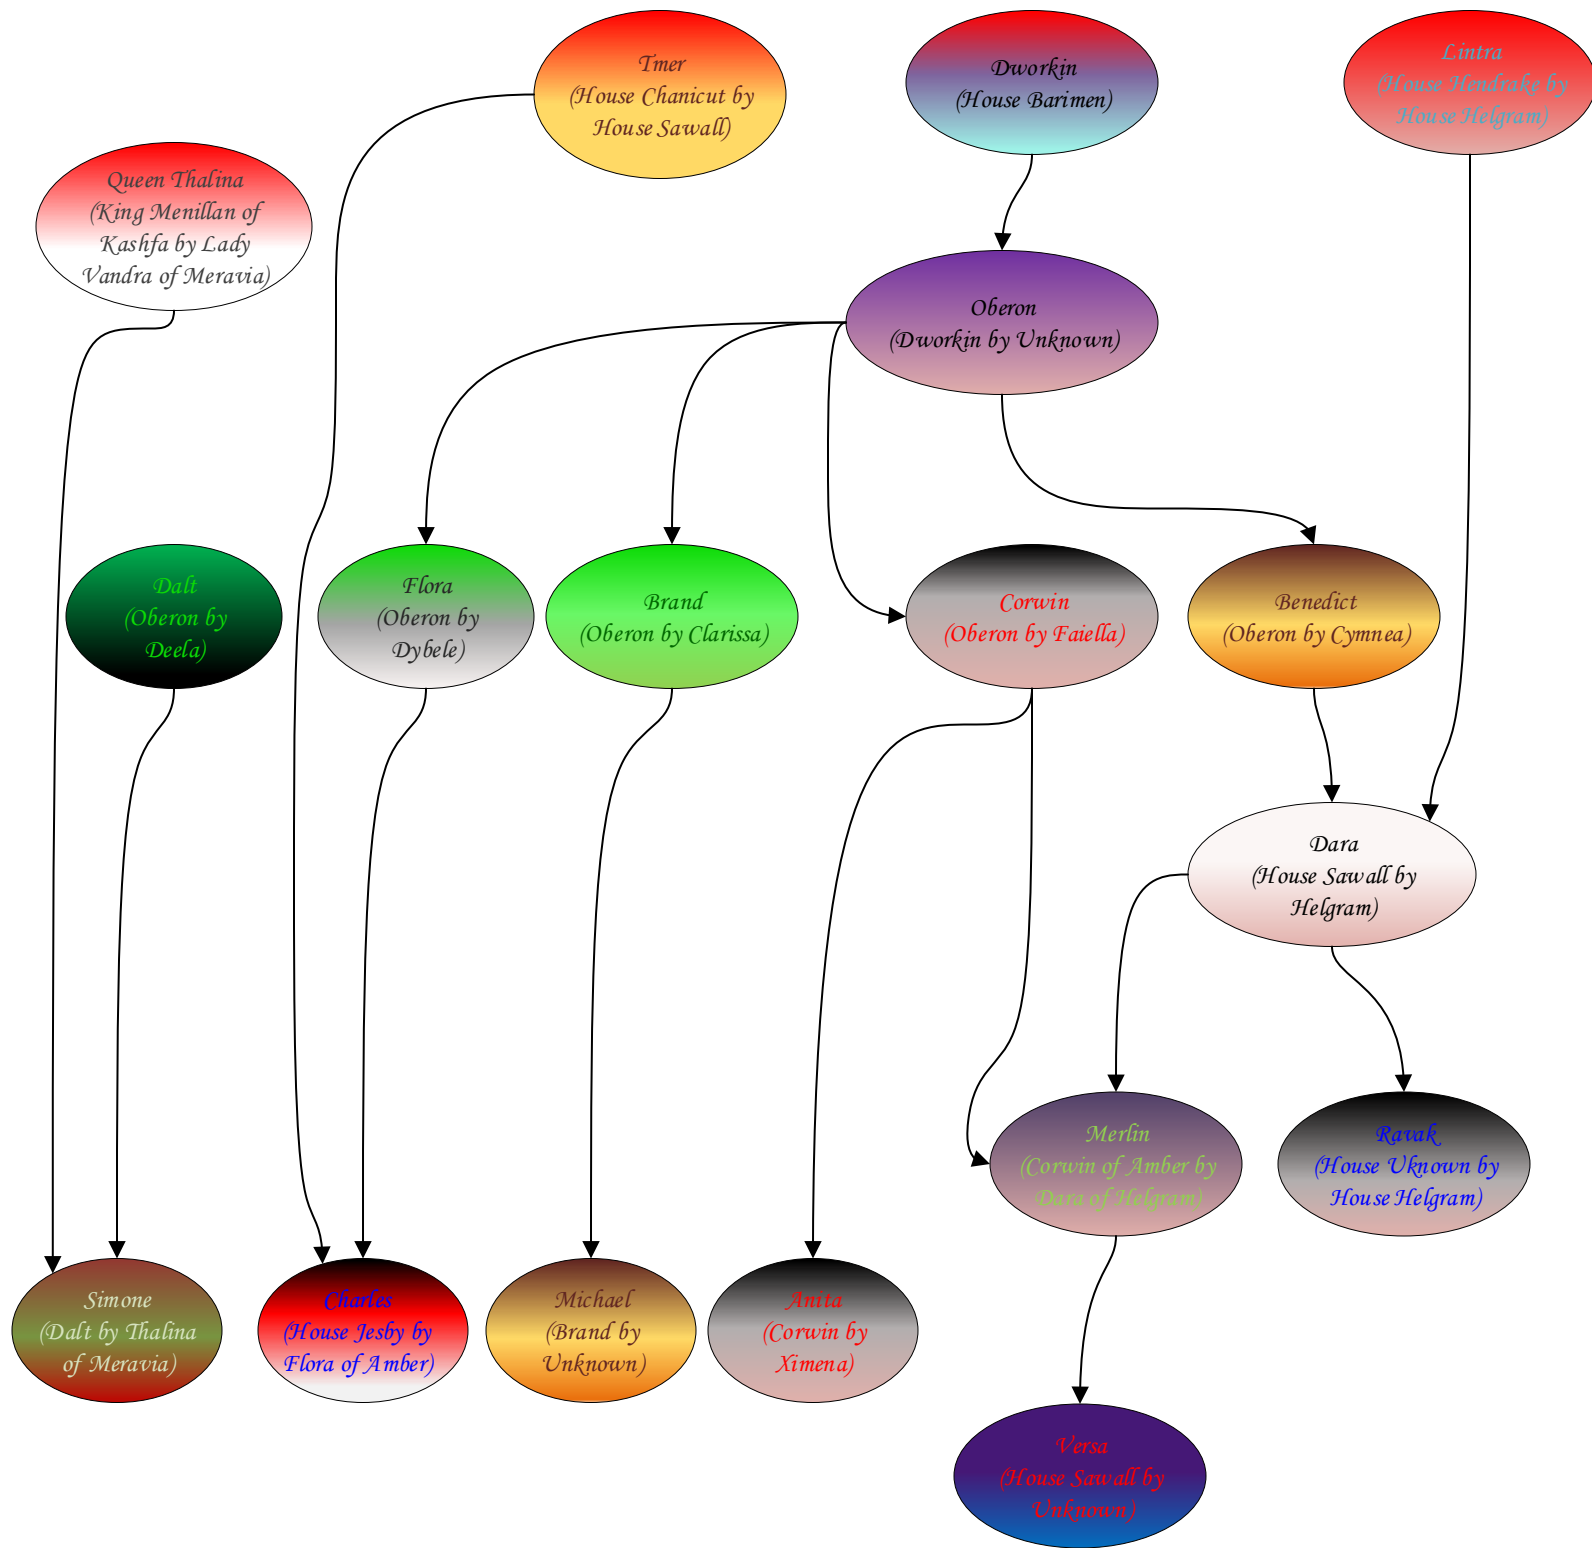 Tmer
(House Chanicut by
House Sawall)
Dworkin
(House Barimen)
Lintra
(House Hendrake by
House Helgram)
Queen Thalina
(King Menillan of
Kashfa by Lady
Vandra of Meravia)
Oberon
(Dworkin by Unknown)
Dalt
(Oberon by
Deela)
Flora
(Oberon by
Dybele)
Brand
(Oberon by Clarissa)
Corwin
(Oberon by Faiella)
Benedict
(Oberon by Cymnea)
Dara
(House Sawall by
Helgram)
Merlin
(Corwin of Amber by
Dara of Helgram)
Ravak
(House Uknown by
House Helgram)
Simone
(Dalt by Thalina
of Meravia)
Charles
(House Jesby by
Flora of Amber)
Michael
(Brand by
Unknown)
Anita
(Corwin by
Ximena)
Versa
(House Sawall by
Unknown)